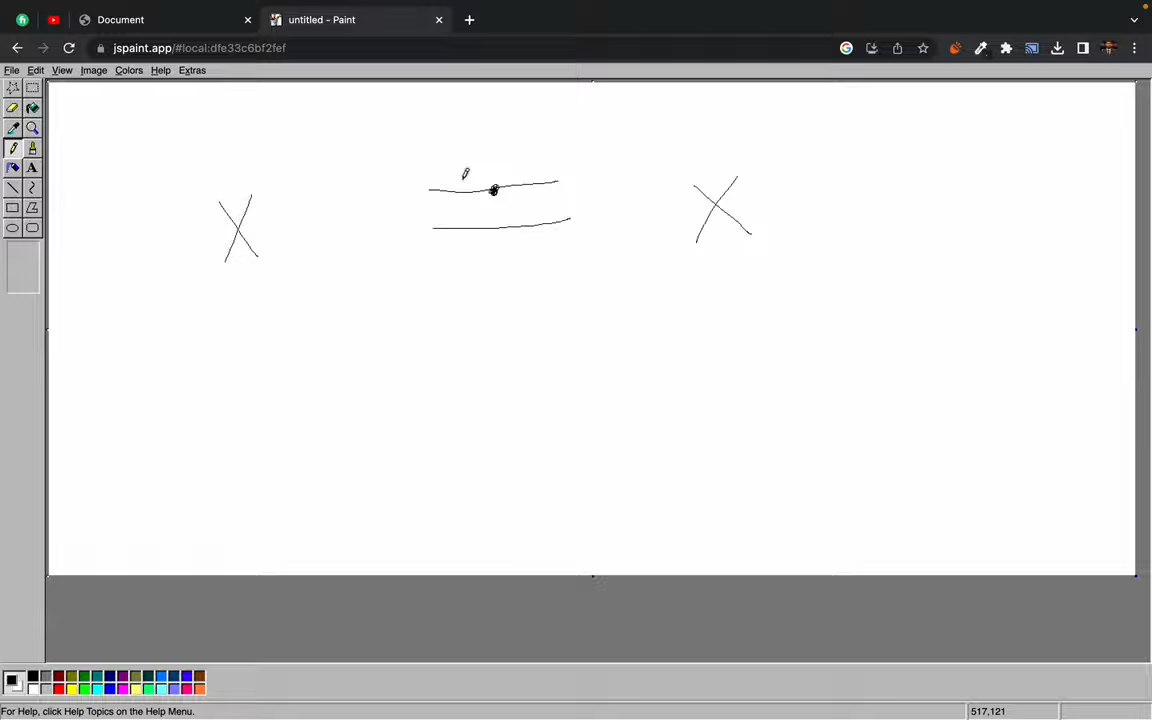 Document
untitled - Paint
jspaint.app/#local:dfe33c6bf2fef
File Edit View Image Colors Help Extras
X = X
For Help, click Help Topics on the Help Menu.
517,121